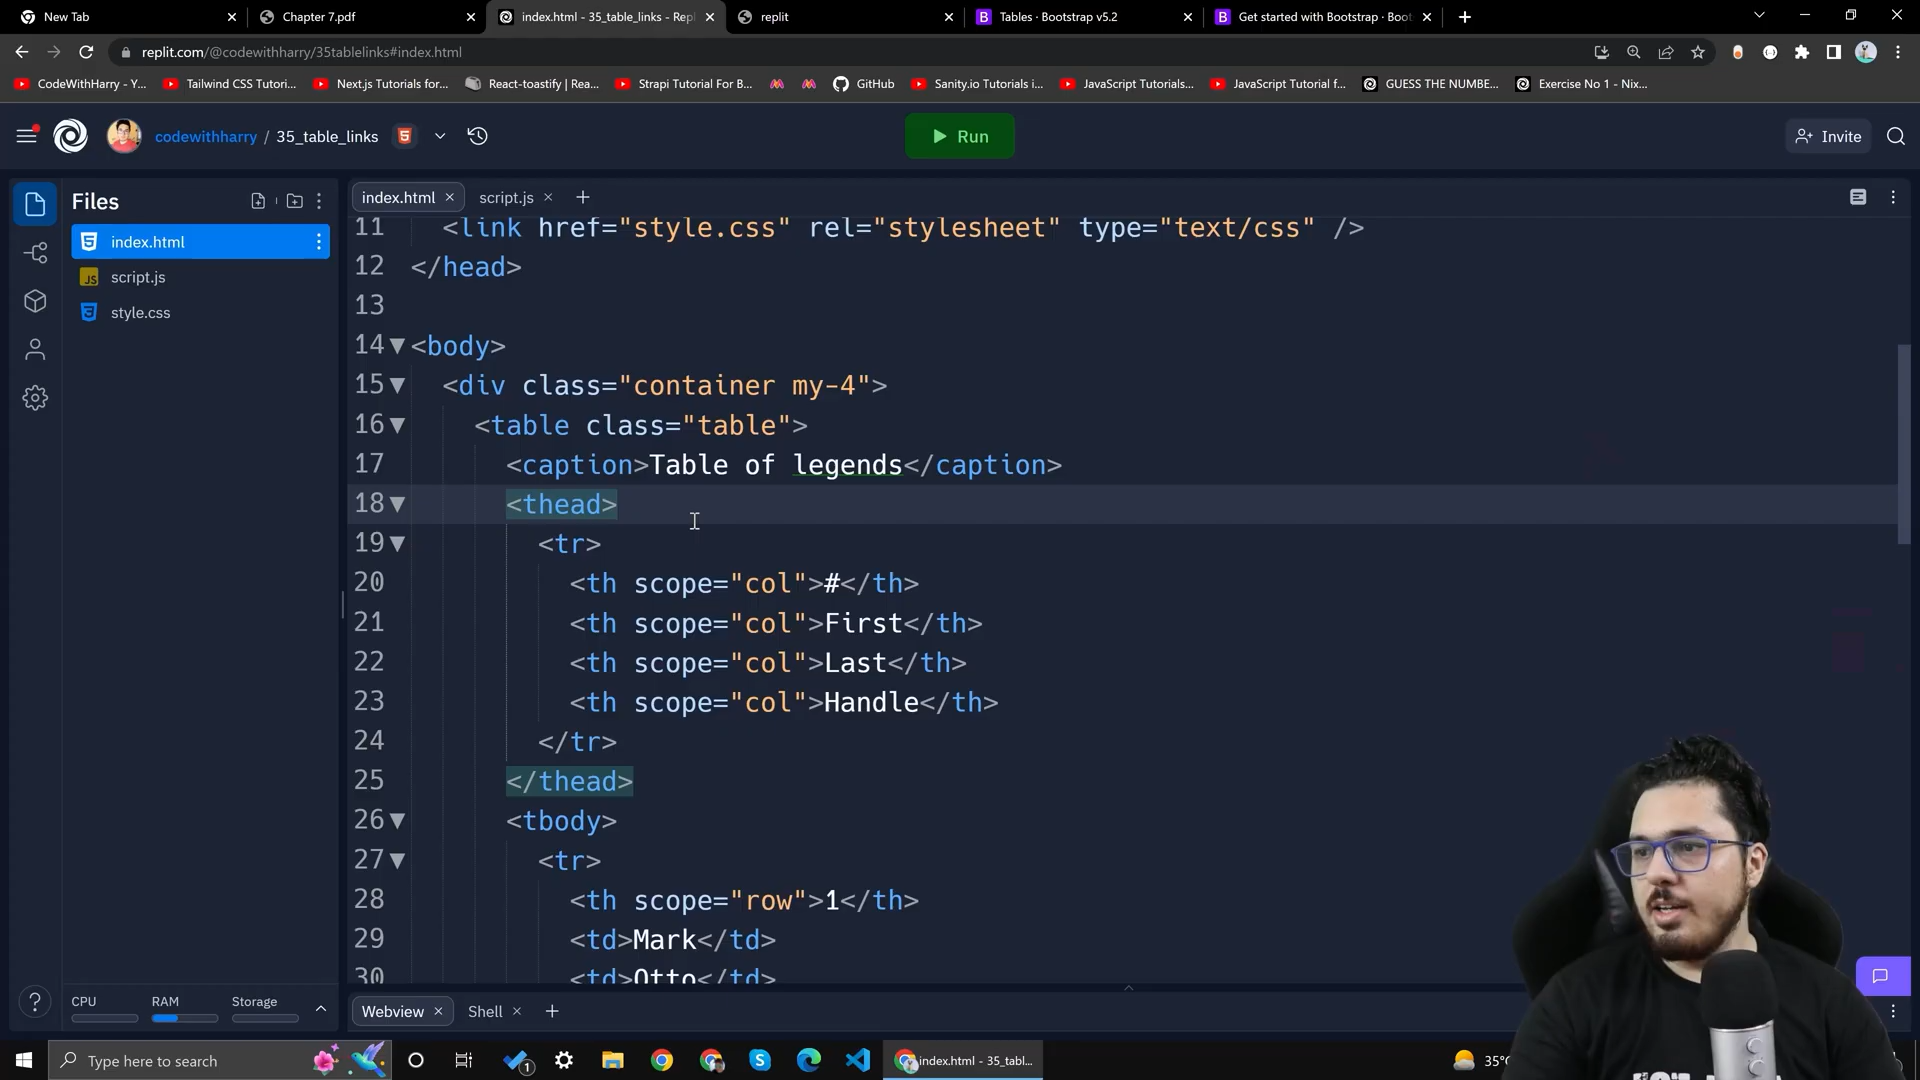 New Tab
Chapter 7.pdf
index.html - 35_table_links - Repl
replit
Tables · Bootstrap v5.2
Get started with Bootstrap · Boot
replit.com/@codewithharry/35tablelinks#index.html
CodeWithHarry - Y...
Tailwind CSS Tutori...
Next.js Tutorials for...
React-toastify | Rea...
Strapi Tutorial For B...
GitHub
Sanity.io Tutorials i...
JavaScript Tutorials...
JavaScript Tutorial f...
GUESS THE NUMBE...
Exercise No 1 - Nix...
codewithharry / 35_table_links
Run
Invite
Files
index.html
script.js
style.css
index.html
script.js
11 <link href="style.css" rel="stylesheet" type="text/css" />
12 </head>
13
14 <body>
15 <div class="container my-4">
16 <table class="table">
17 <caption>Table of legends</caption>
18 <thead>
19 <tr>
20 <th scope="col">#</th>
21 <th scope="col">First</th>
22 <th scope="col">Last</th>
23 <th scope="col">Handle</th>
24 </tr>
25 </thead>
26 <tbody>
27 <tr>
28 <th scope="row">1</th>
29 <td>Mark</td>
30 <td>Otto</td>
CPU
RAM
Storage
Webview
Shell
Type here to search
1
index.html - 35_tabl...
35°